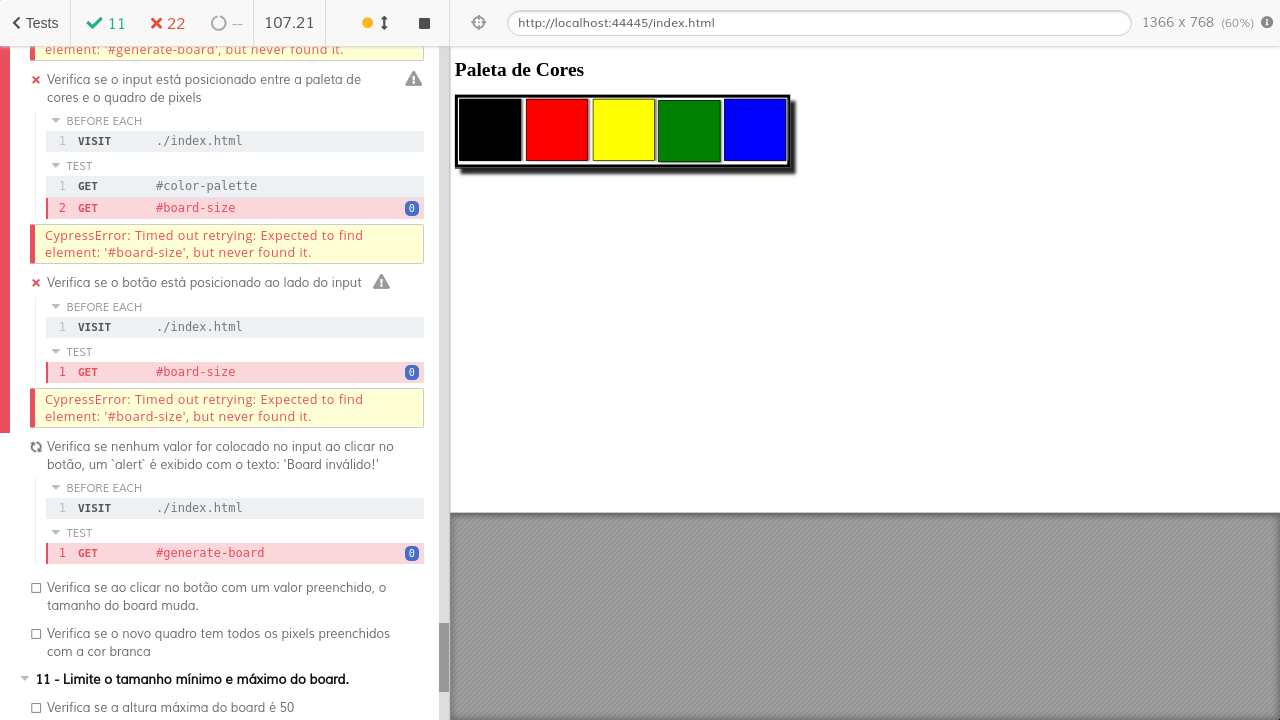 Tests
11
22
--
107.21
http://localhost:44445/index.html
1366 x 768 (60%)
element: '#generate-board', but never found it.
Verifica se o input está posicionado entre a paleta de
cores e o quadro de pixels
BEFORE EACH
1 VISIT ./index.html
TEST
1 GET #color-palette
2 GET #board-size 0
CypressError: Timed out retrying: Expected to find
element: '#board-size', but never found it.
Verifica se o botão está posicionado ao lado do input
BEFORE EACH
1 VISIT ./index.html
TEST
1 GET #board-size 0
CypressError: Timed out retrying: Expected to find
element: '#board-size', but never found it.
Verifica se nenhum valor for colocado no input ao clicar no
botão, um `alert` é exibido com o texto: 'Board inválido!'
BEFORE EACH
1 VISIT ./index.html
TEST
1 GET #generate-board 0
Verifica se ao clicar no botão com um valor preenchido, o
tamanho do board muda.
Verifica se o novo quadro tem todos os pixels preenchidos
com a cor branca
11 - Limite o tamanho mínimo e máximo do board.
Verifica se a altura máxima do board é 50
Paleta de Cores